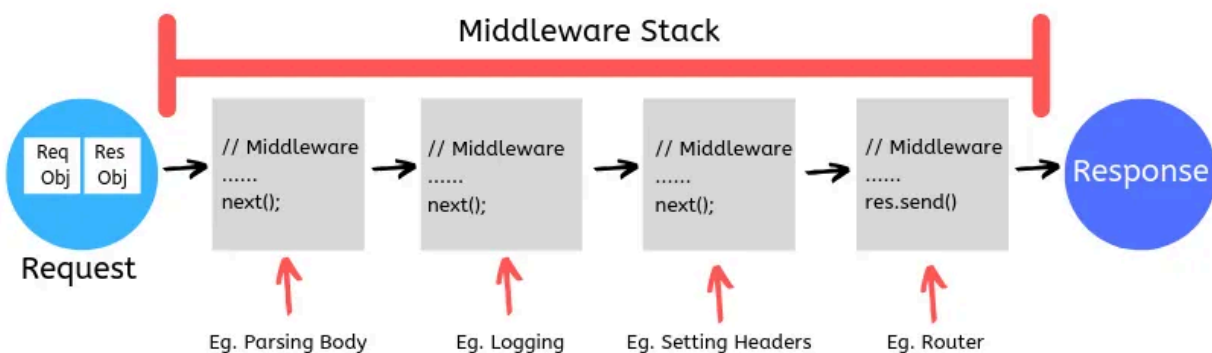 Middleware Stack
Req
Obj
Res
Obj
Request
// Middleware
......
next();
// Middleware
......
next();
// Middleware
......
next();
// Middleware
......
res.send()
Response
Eg. Parsing Body
Eg. Logging
Eg. Setting Headers
Eg. Router